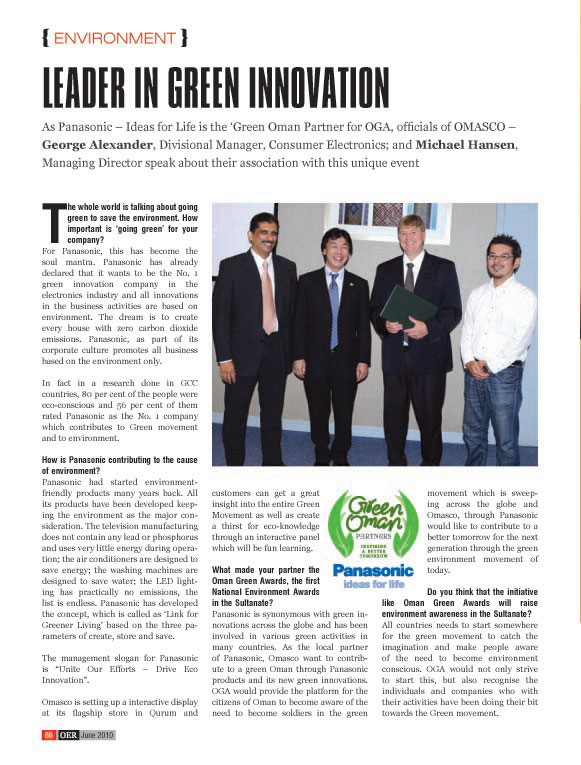 { ENVIRONMENT }
LEADER IN GREEN INNOVATION
As Panasonic – Ideas for Life is the ‘Green Oman Partner for OGA, officials of OMASCO –
George Alexander, Divisional Manager, Consumer Electronics; and Michael Hansen,
Managing Director speak about their association with this unique event
The whole world is talking about going
green to save the environment. How
important is ‘going green’ for your
company?
For Panasonic, this has become the
soul mantra. Panasonic has already
declared that it wants to be the No. 1
green innovation company in the
electronics industry and all innovations
in the business activities are based on
environment. The dream is to create
every house with zero carbon dioxide
emissions. Panasonic, as part of its
corporate culture promotes all business
based on the environment only.
In fact in a research done in GCC
countries, 80 per cent of the people were
eco-conscious and 56 per cent of them
rated Panasonic as the No. 1 company
which contributes to Green movement
and to environment.
How is Panasonic contributing to the cause
of environment?
Panasonic had started environment-
friendly products many years back. All
its products have been developed keep-
ing the environment as the major con-
sideration. The television manufacturing
does not contain any lead or phosphorus
and uses very little energy during opera-
tion; the air conditioners are designed to
save energy; the washing machines are
designed to save water; the LED light-
ing has practically no emissions, the
list is endless. Panasonic has developed
the concept, which is called as ‘Link for
Greener Living’ based on the three pa-
rameters of create, store and save.
The management slogan for Panasonic
is “Unite Our Efforts – Drive Eco
Innovation”.
Omasco is setting up a interactive display
at its flagship store in Qurum and
customers can get a great
insight into the entire Green
Movement as well as create
a thirst for eco-knowledge
through an interactive panel
which will be fun learning.
What made your partner the
Oman Green Awards, the first
National Environment Awards
in the Sultanate?
Panasonic is synonymous with green in-
novations across the globe and has been
involved in various green activities in
many countries. As the local partner
of Panasonic, Omasco want to contrib-
ute to a green Oman through Panasonic
products and its new green innovations.
OGA would provide the platform for the
citizens of Oman to become aware of the
need to become soldiers in the green
Green
Oman
PARTNERS
INSPIRING
A BETTER
TOMORROW
Panasonic
ideas for life
movement which is sweep-
ing across the globe and
Omasco, through Panasonic
would like to contribute to a
better tomorrow for the next
generation through the green
environment movement of
today.
Do you think that the initiative
like Oman Green Awards will raise
environment awareness in the Sultanate?
All countries needs to start somewhere
for the green movement to catch the
imagination and make people aware
of the need to become environment
conscious. OGA would not only strive
to start this, but also recognise the
individuals and companies who with
their activities have been doing their bit
towards the Green movement.
86 OER June 2010